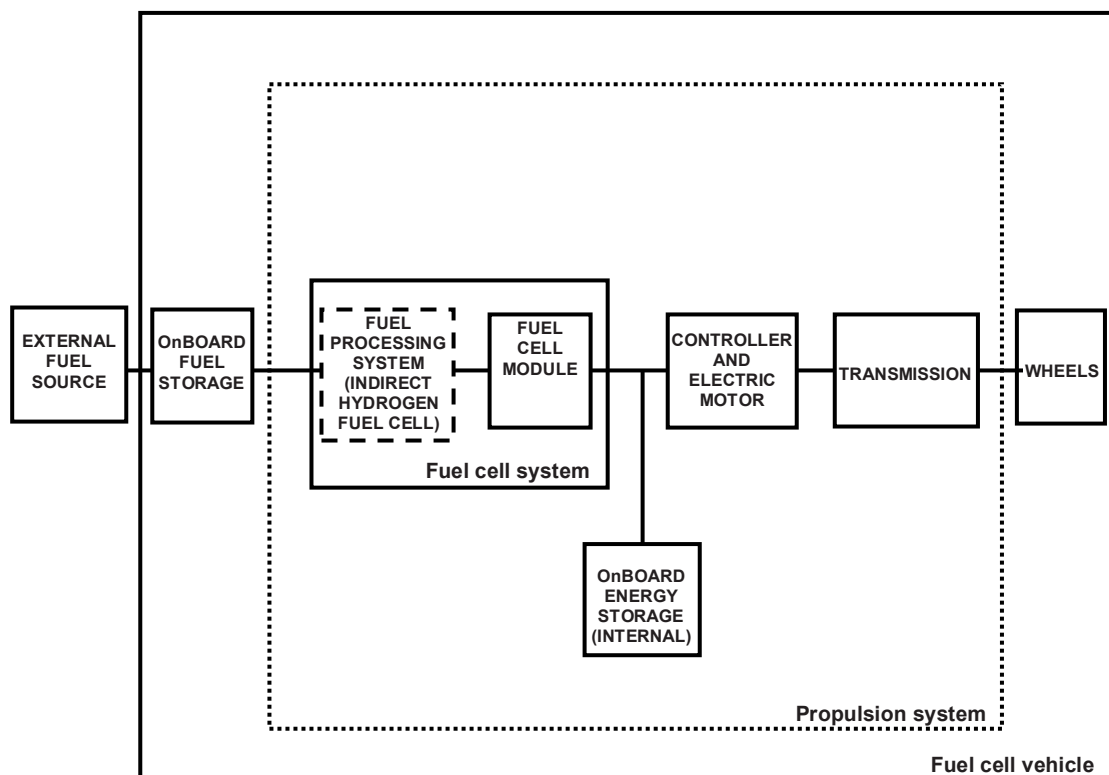 EXTERNAL
FUEL
SOURCE
OnBOARD
FUEL
STORAGE
FUEL
PROCESSING
SYSTEM
(INDIRECT
HYDROGEN
FUEL CELL)
FUEL
CELL
MODULE
Fuel cell system
CONTROLLER
AND
ELECTRIC
MOTOR
TRANSMISSION
WHEELS
OnBOARD
ENERGY
STORAGE
(INTERNAL)
Propulsion system
Fuel cell vehicle